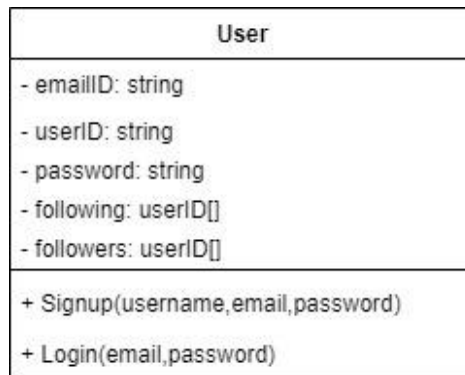 User
- emailID: string
- userID: string
- password: string
- following: userID[]
- followers: userID[]
+ Signup(username,email,password)
+ Login(email,password)